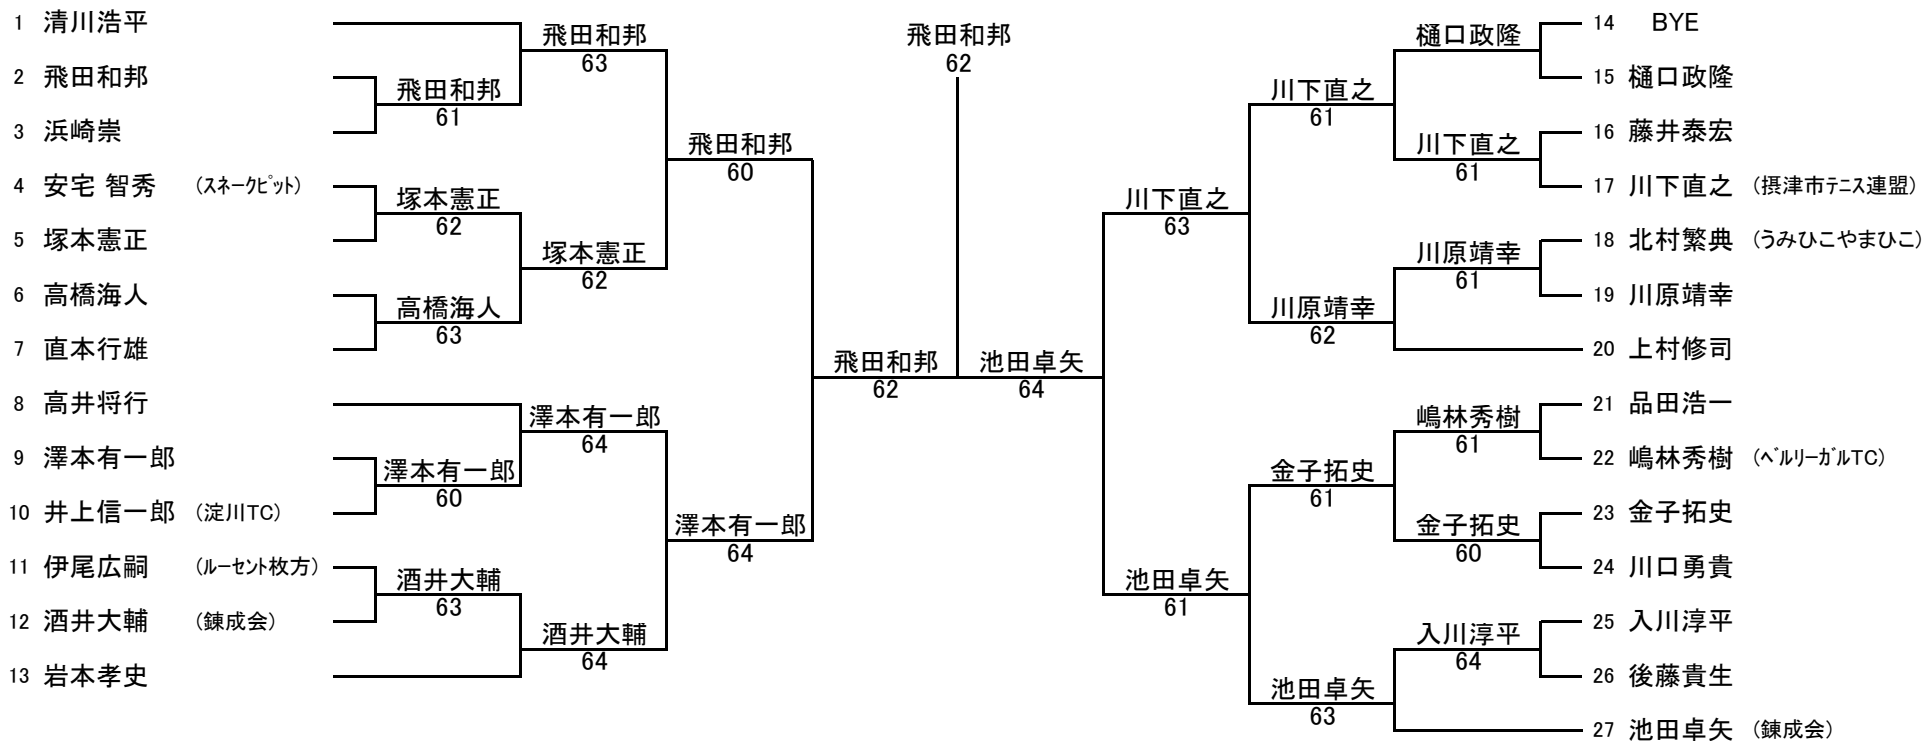 1 清川浩平
2 飛田和邦
3 浜崎崇
4 安宅 智秀 (スネークピット)
5 塚本憲正
6 高橋海人
7 直本行雄
8 高井将行
9 澤本有一郎
10 井上信一郎 (淀川TC)
11 伊尾広嗣 (ルーセント枚方)
12 酒井大輔 (錬成会)
13 岩本孝史
飛田和邦
61
塚本憲正
62
高橋海人
63
澤本有一郎
60
酒井大輔
63
飛田和邦
63
塚本憲正
62
澤本有一郎
64
酒井大輔
64
飛田和邦
60
澤本有一郎
64
飛田和邦
62
飛田和邦
62
池田卓矢
64
川下直之
63
池田卓矢
61
川下直之
61
川原靖幸
62
金子拓史
61
池田卓矢
63
樋口政隆
川下直之
61
川原靖幸
61
嶋林秀樹
61
金子拓史
60
入川淳平
64
14 BYE
15 樋口政隆
16 藤井泰宏
17 川下直之 (摂津市テニス連盟)
18 北村繁典 (うみひこやまひこ)
19 川原靖幸
20 上村修司
21 品田浩一
22 嶋林秀樹 (ベルリーガルTC)
23 金子拓史
24 川口勇貴
25 入川淳平
26 後藤貴生
27 池田卓矢 (錬成会)